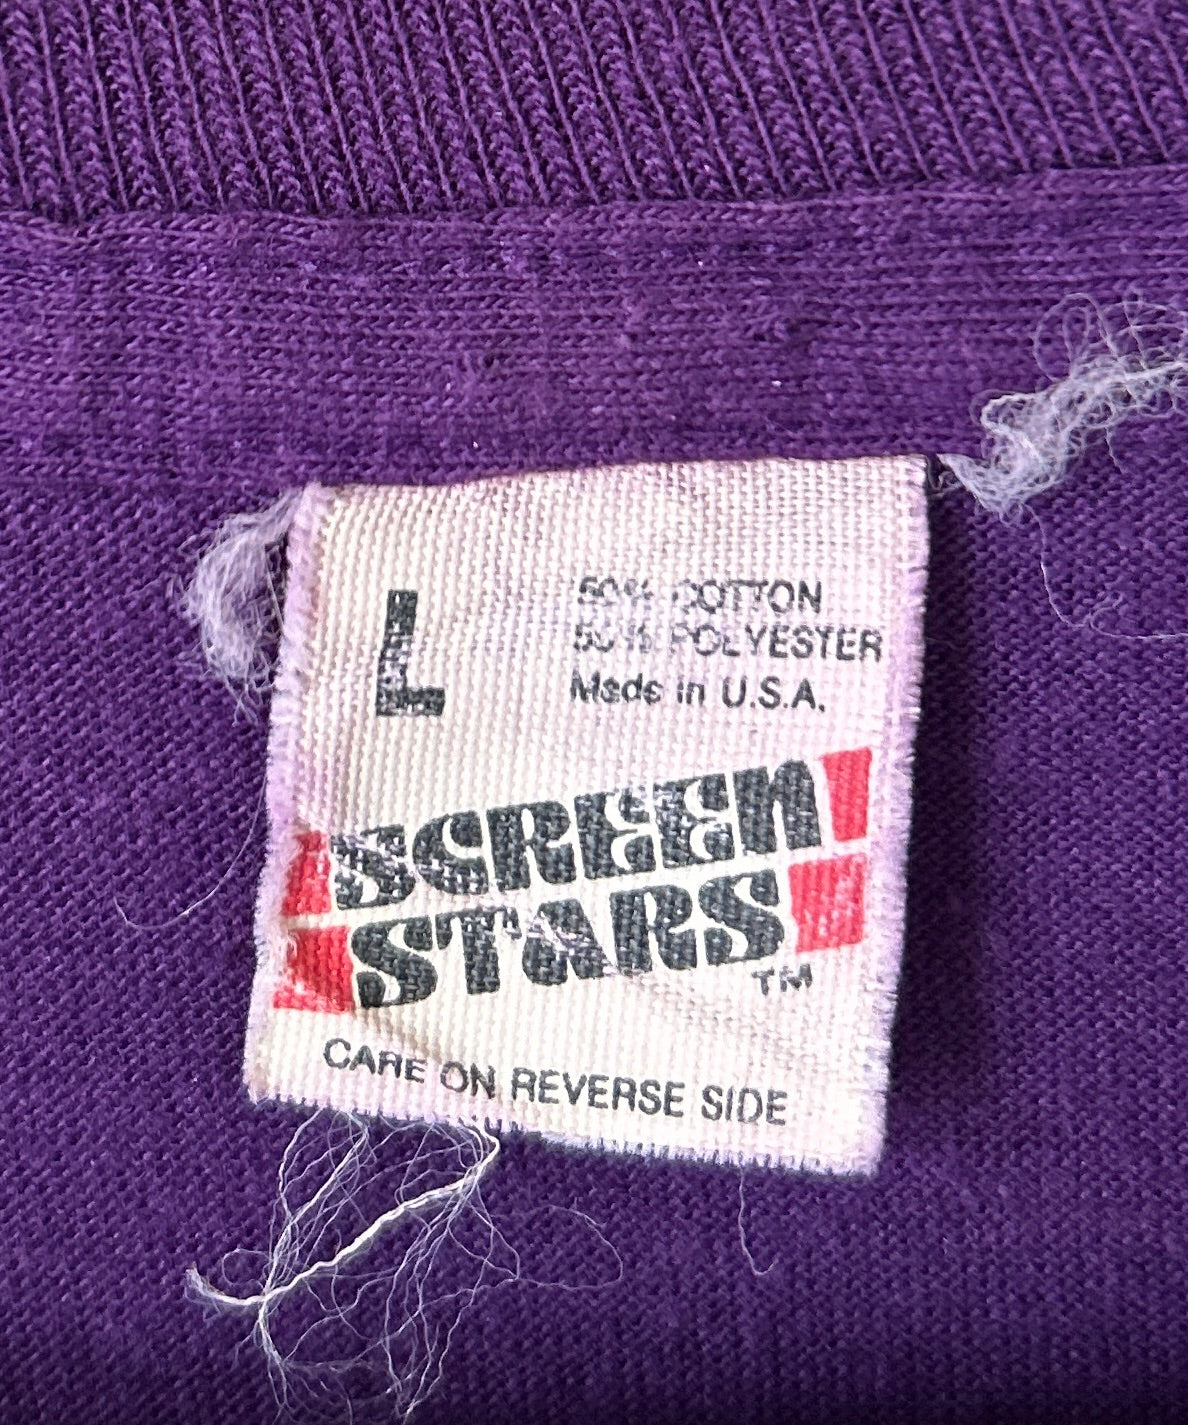 L
50% COTTON
50% POLYESTER
Made in U.S.A.
SCREEN
STARS
TM
CARE ON REVERSE SIDE